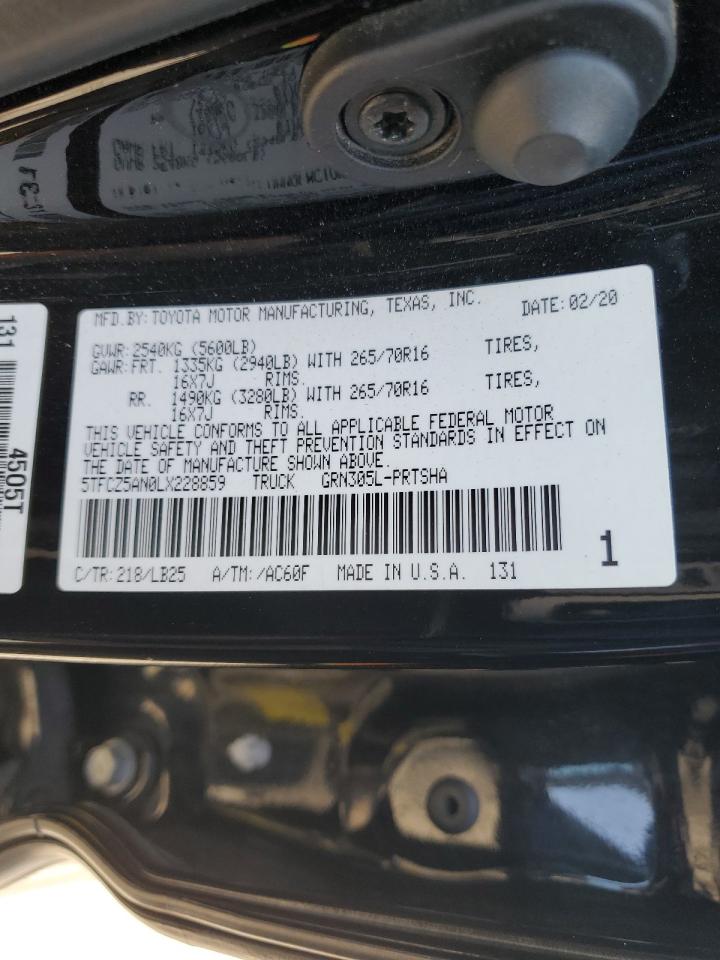 MFD.BY:TOYOTA MOTOR MANUFACTURING, TEXAS, INC. DATE:02/20
GVWR:2540KG (5600LB)
GAWR:FRT. 1335KG (2940LB) WITH 265/70R16 TIRES,
16X7J RIMS.
RR. 1490KG (3280LB) WITH 265/70R16 TIRES,
16X7J RIMS.
THIS VEHICLE CONFORMS TO ALL APPLICABLE FEDERAL MOTOR
VEHICLE SAFETY AND THEFT PREVENTION STANDARDS IN EFFECT ON
THE DATE OF MANUFACTURE SHOWN ABOVE.
5TFCZ5AN0LX228859 TRUCK GRN305L-PRTSHA
C/TR:218/LB25 A/TM:/AC60F MADE IN U.S.A. 131
1
131
4505T